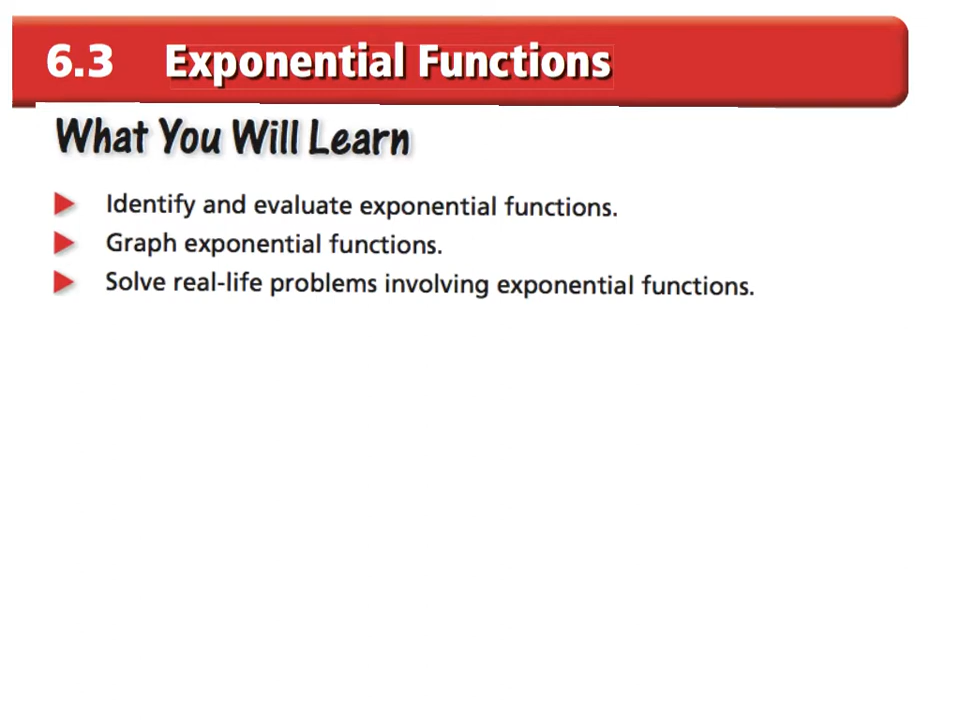 6.3 Exponential Functions
What You Will Learn
Identify and evaluate exponential functions.
Graph exponential functions.
Solve real-life problems involving exponential functions.